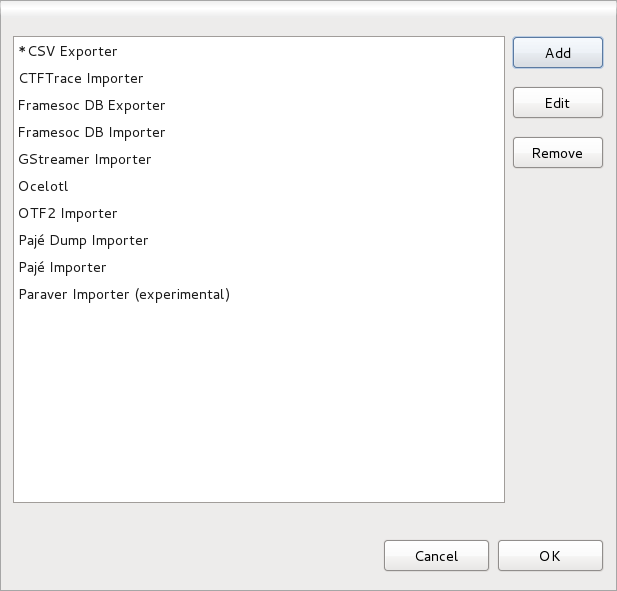 *CSV Exporter
CTFTrace Importer
Framesoc DB Exporter
Framesoc DB Importer
GStreamer Importer
Ocelotl
OTF2 Importer
Pajé Dump Importer
Pajé Importer
Paraver Importer (experimental)
Add
Edit
Remove
Cancel
OK